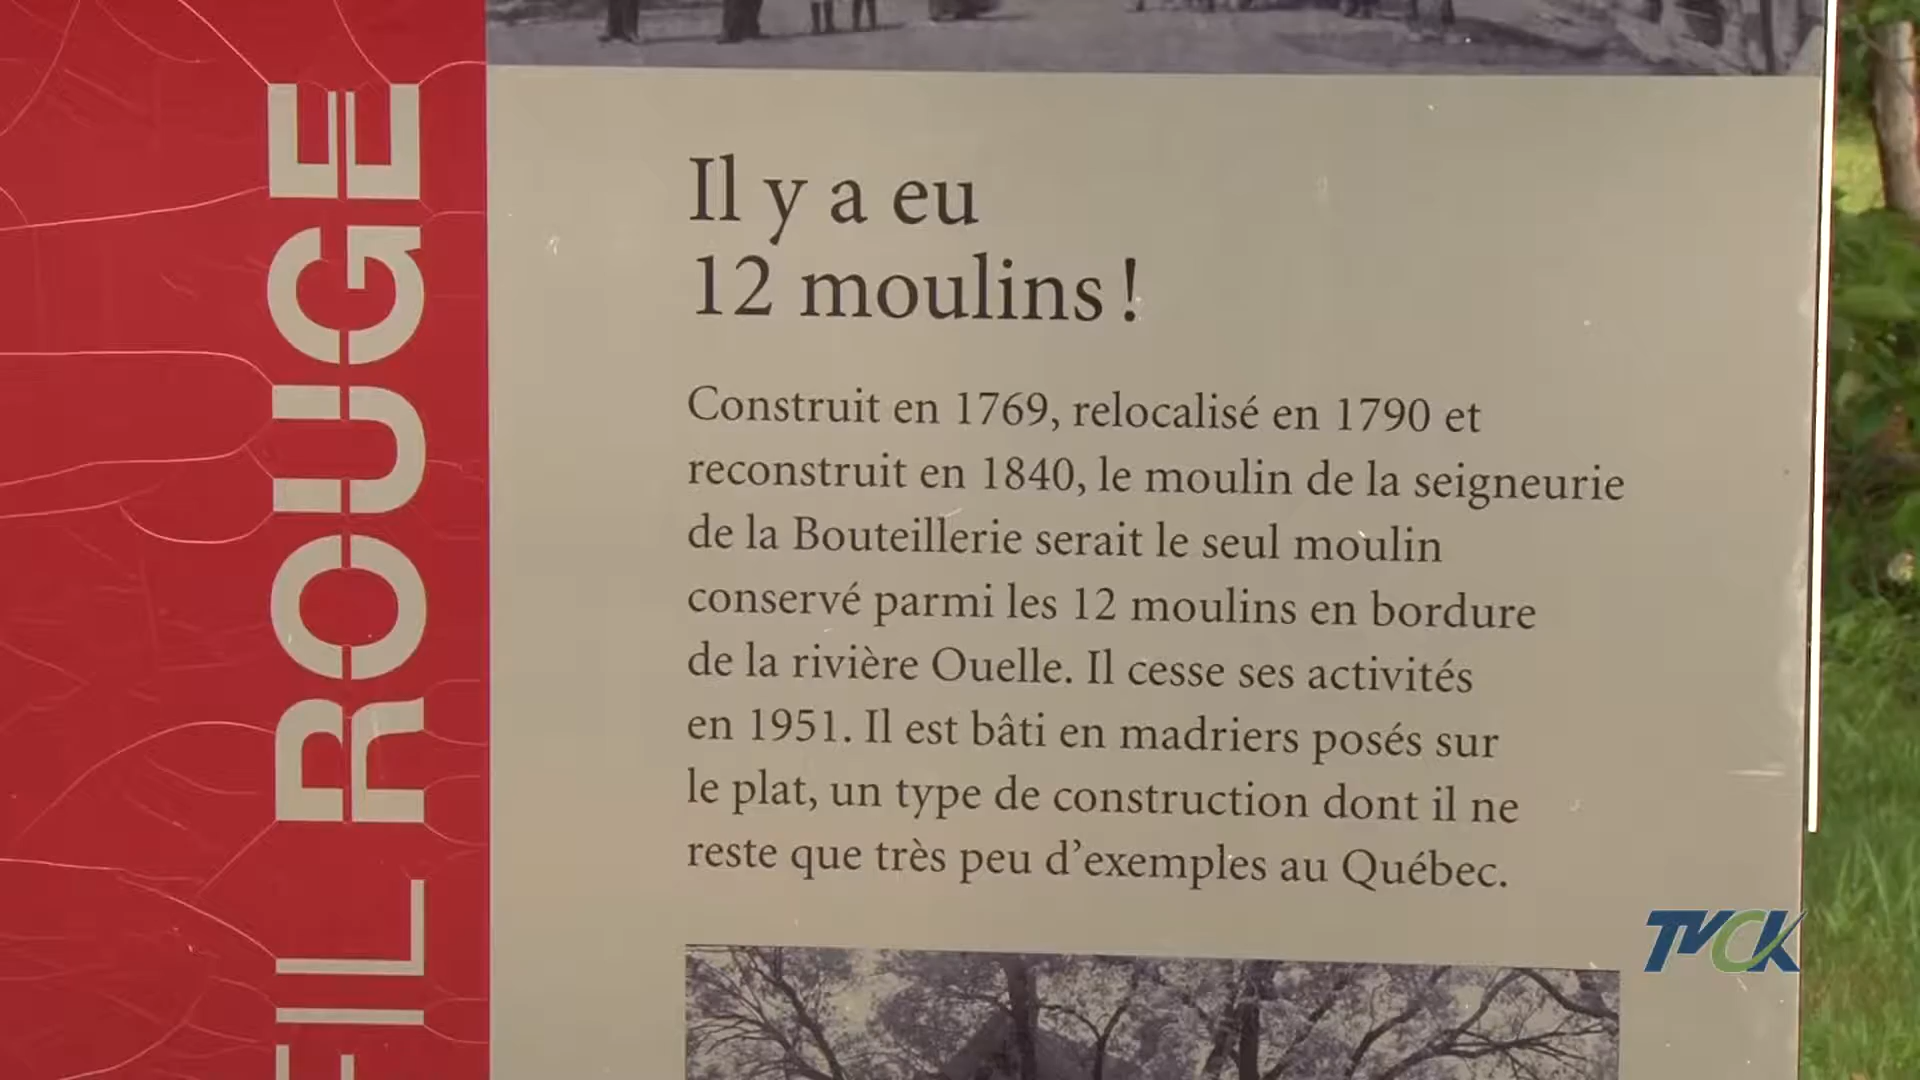 FIL ROUGE
Il y a eu
12 moulins !
Construit en 1769, relocalisé en 1790 et
reconstruit en 1840, le moulin de la seigneurie
de la Bouteillerie serait le seul moulin
conservé parmi les 12 moulins en bordure
de la rivière Ouelle. Il cesse ses activités
en 1951. Il est bâti en madriers posés sur
le plat, un type de construction dont il ne
reste que très peu d’exemples au Québec.
TVCK